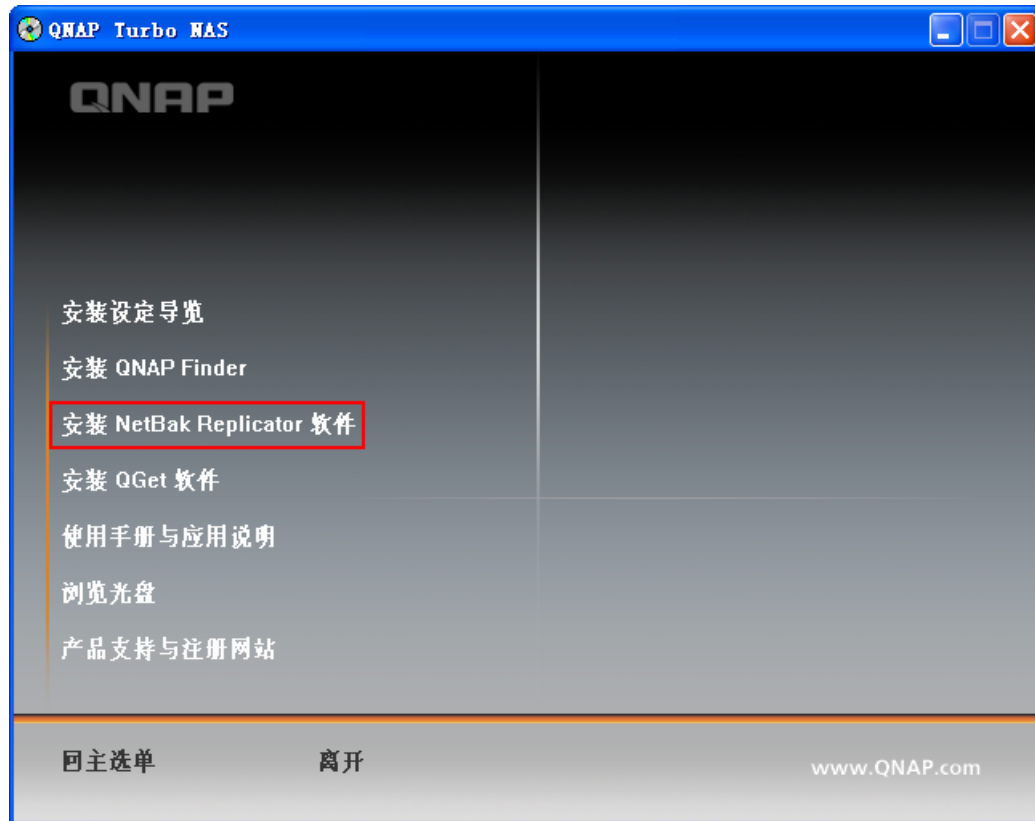 QNAP Turbo NAS
QNAP
安装设定导览
安装 QNAP Finder
安装 NetBak Replicator 软件
安装 QGet 软件
使用手册与应用说明
浏览光盘
产品支持与注册网站
回主选单 离开 www.QNAP.com